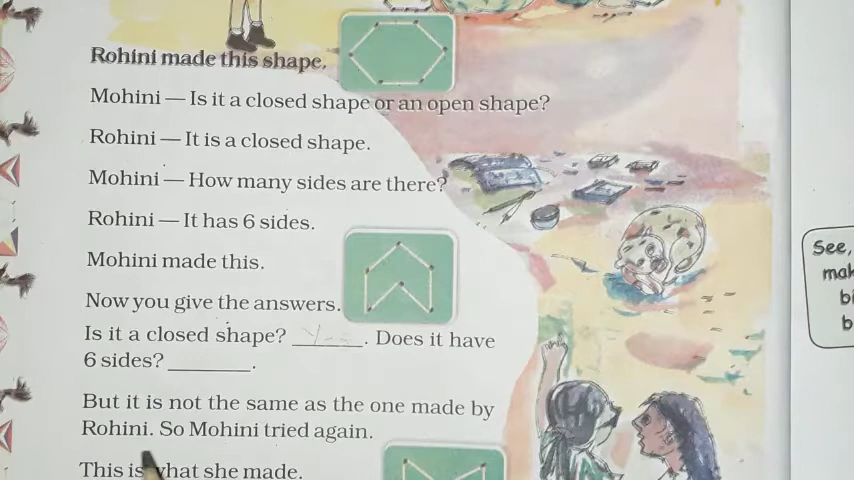 Rohini made this shape.
Mohini — Is it a closed shape or an open shape?
Rohini — It is a closed shape.
Mohini — How many sides are there?
Rohini — It has 6 sides.
Mohini made this.
Now you give the answers.
Is it a closed shape? ______. Does it have
6 sides? ________.
But it is not the same as the one made by
Rohini. So Mohini tried again.
This is what she made.
See,